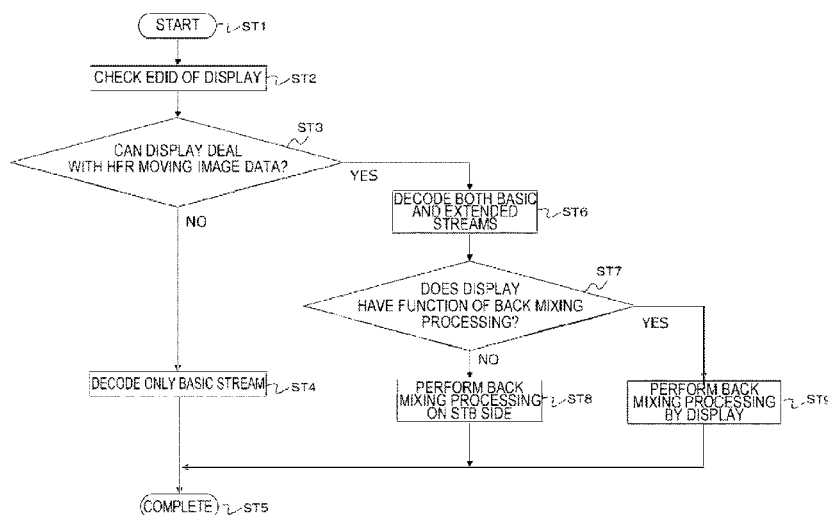 START
ST1
CHECK EDID OF DISPLAY
ST2
ST3
CAN DISPLAY DEAL
WITH HFR MOVING IMAGE DATA?
YES
NO
DECODE BOTH BASIC
AND EXTENDED
STREAMS
ST6
ST7
DOES DISPLAY
HAVE FUNCTION OF BACK MIXING
PROCESSING?
YES
NO
DECODE ONLY BASIC STREAM
ST4
PERFORM BACK
MIXING PROCESSING
ON STB SIDE
ST8
PERFORM BACK
MIXING PROCESSING
BY DISPLAY
ST9
COMPLETE
ST5